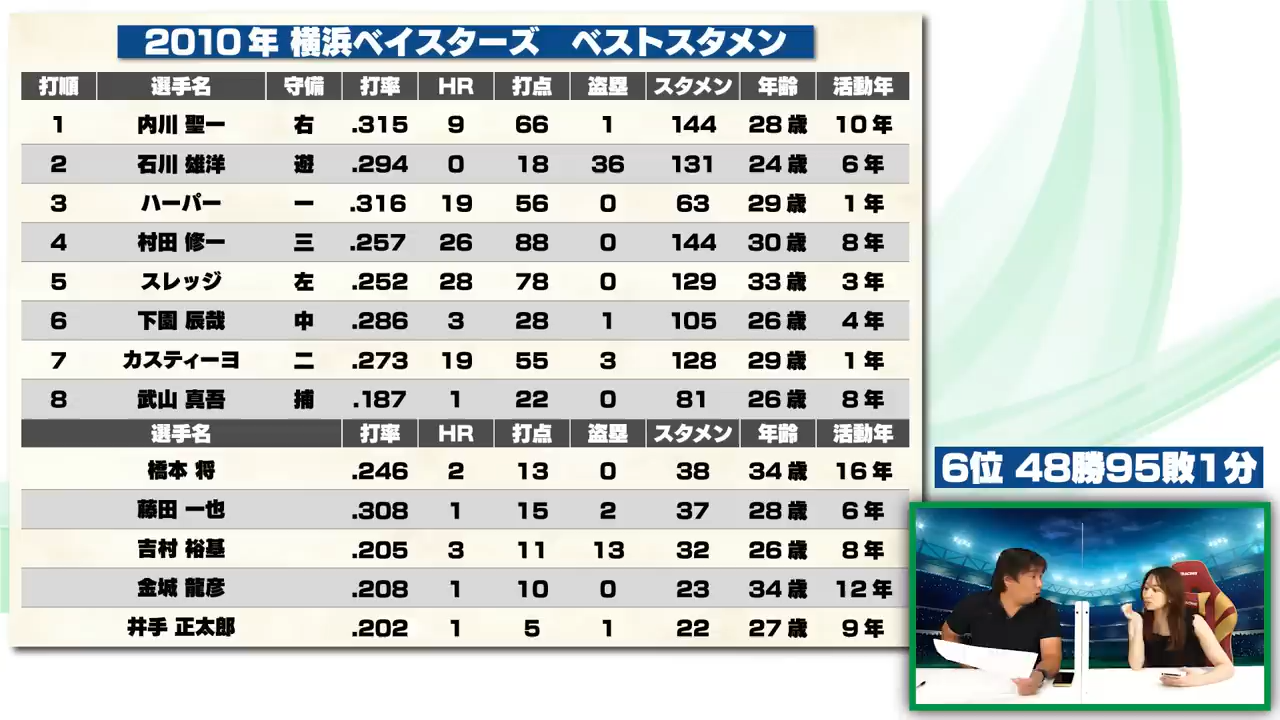 2010年 横浜ベイスターズ　ベストスタメン
打順 選手名 守備 打率 HR 打点 盗塁 スタメン 年齢 活動年
1 内川 聖一 右 .315 9 66 1 144 28歳 10年
2 石川 雄洋 遊 .294 0 18 36 131 24歳 6年
3 ハーパー 一 .316 19 56 0 63 29歳 1年
4 村田 修一 三 .257 26 88 0 144 30歳 8年
5 スレッジ 左 .252 28 78 0 129 33歳 3年
6 下園 辰哉 中 .286 3 28 1 105 26歳 4年
7 カスティーヨ 二 .273 19 55 3 128 29歳 1年
8 武山 真吾 捕 .187 1 22 0 81 26歳 8年
選手名 打率 HR 打点 盗塁 スタメン 年齢 活動年
橋本 将 .246 2 13 0 38 34歳 16年
藤田 一也 .308 1 15 2 37 28歳 6年
吉村 裕基 .205 3 11 13 32 26歳 8年
金城 龍彦 .208 1 10 0 23 34歳 12年
井手 正太郎 .202 1 5 1 22 27歳 9年
6位 48勝95敗1分